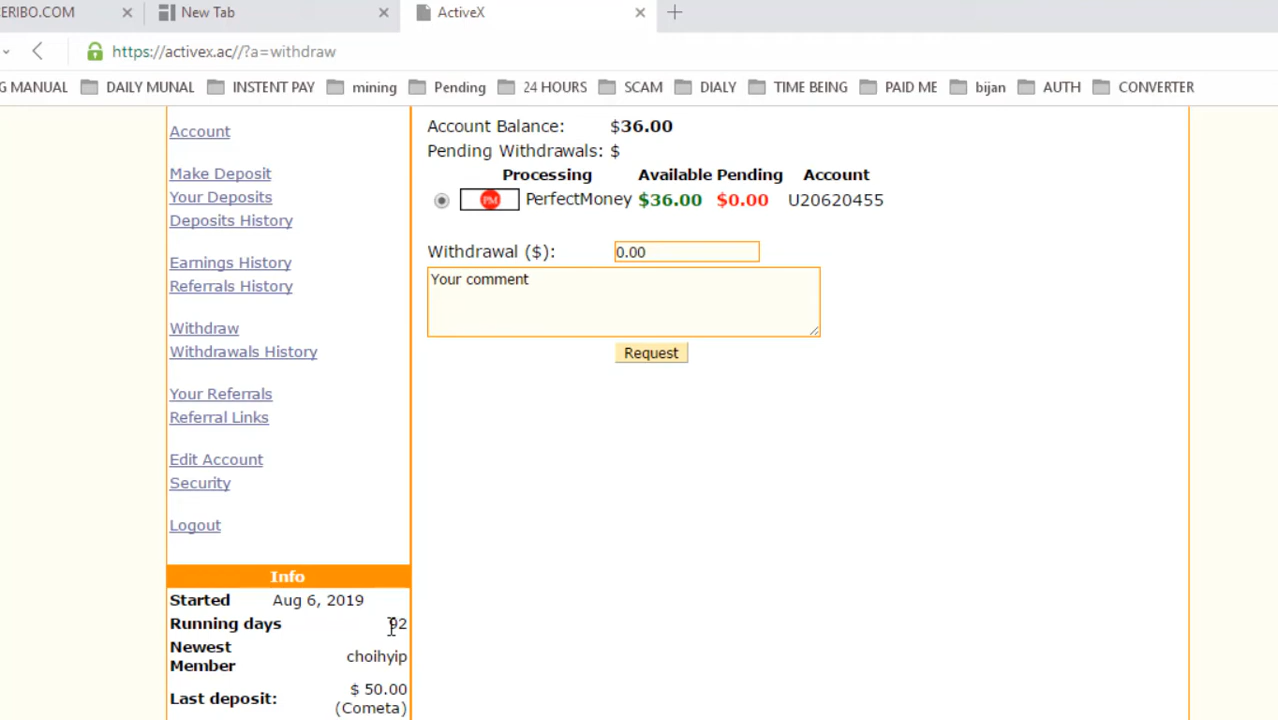 ERIBO.COM
New Tab
ActiveX
https://activex.ac//?a=withdraw
G MANUAL DAILY MUNAL INSTENT PAY mining Pending 24 HOURS SCAM DIALY TIME BEING PAID ME bijan AUTH CONVERTER
Account
Make Deposit
Your Deposits
Deposits History
Earnings History
Referrals History
Withdraw
Withdrawals History
Your Referrals
Referral Links
Edit Account
Security
Logout
Info
Started Aug 6, 2019
Running days
Newest Member choihyip
Last deposit: $ 50.00 (Cometa)
Account Balance: $36.00
Pending Withdrawals: $
Processing Available Pending Account
PM PerfectMoney $36.00 $0.00 U20620455
Withdrawal ($): 0.00
Your comment
Request